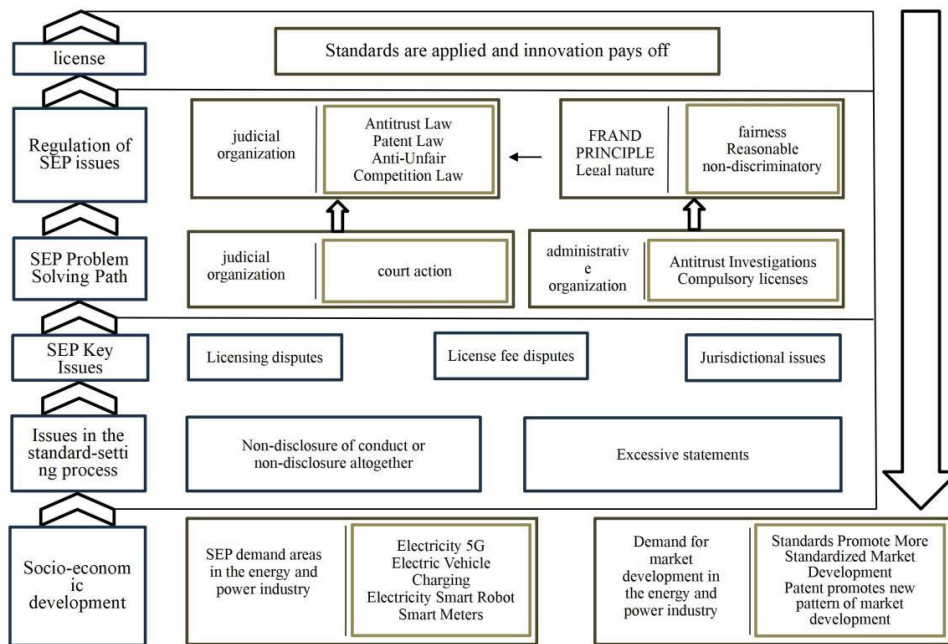 license
Standards are applied and innovation pays off
Regulation of
SEP issues
judicial
organization
Antitrust Law
Patent Law
Anti-Unfair
Competition Law
FRAND
PRINCIPLE
Legal nature
fairness
Reasonable
non-discriminatory
SEP Problem
Solving Path
judicial
organization
court action
administrativ
e
organization
Antitrust Investigations
Compulsory licenses
SEP Key
Issues
Licensing disputes
License fee disputes
Jurisdictional issues
Issues in the
standard-setti
ng process
Non-disclosure of conduct or
non-disclosure altogether
Excessive statements
Socio-econom
ic
development
SEP demand areas
in the energy and
power industry
Electricity 5G
Electric Vehicle
Charging
Electricity Smart Robot
Smart Meters
Demand for
market
development in
the energy and
power industry
Standards Promote More
Standardized Market
Development
Patent promotes new
pattern of market
development